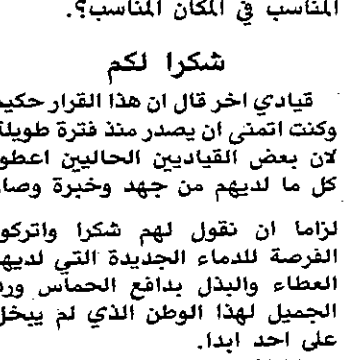 المناسب في المكان المناسب؟.
شكرا لكم
قيادي اخر قال ان هذا القرار حكيم
وكنت اتمنى ان يصدر منذ فترة طويلة
لان بعض القياديين الحاليين اعطوا
كل ما لديهم من جهد وخبرة وصار
لزاما ان نقول لهم شكرا واتركوا
الفرصة للدماء الجديدة التي لديها
العطاء والبذل بدافع الحماس ورد
الجميل لهذا الوطن الذي لم يبخل
على احد ابدا.